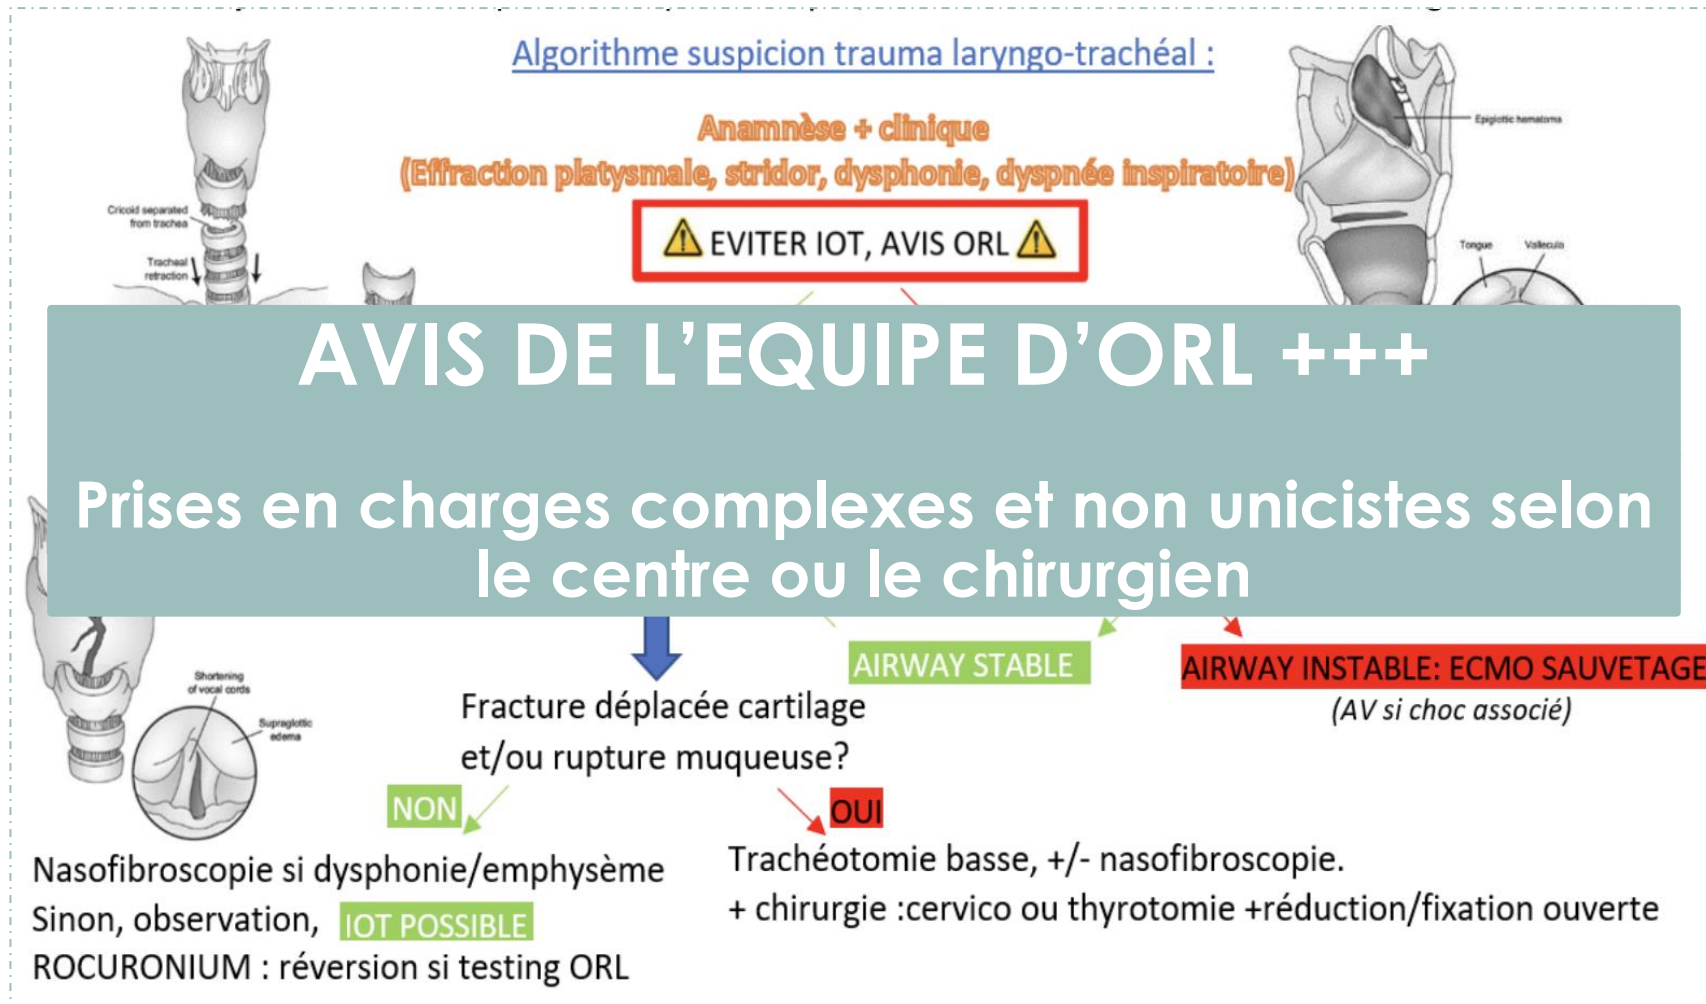 Algorithme suspicion trauma laryngo-trachéal :
Anamnèse + clinique
(Effraction platysmale, stridor, dysphonie, dyspnée inspiratoire)
EVITER IOT, AVIS ORL
Cricoid separated
from trachea
Tracheal
retraction
Epiglotic hematoma
Tongue
Vallecula
AVIS DE L’EQUIPE D’ORL +++
Prises en charges complexes et non unicistes selon
le centre ou le chirurgien
AIRWAY STABLE
AIRWAY INSTABLE: ECMO SAUVETAGE
(AV si choc associé)
Shortening
of vocal cords
Supraglottic
edema
Fracture déplacée cartilage
et/ou rupture muqueuse?
NON
OUI
Nasofibroscopie si dysphonie/emphysème
Sinon, observation, IOT POSSIBLE
ROCURONIUM : réversion si testing ORL
Trachéotomie basse, +/- nasofibroscopie.
+ chirurgie :cervico ou thyrotomie +réduction/fixation ouverte